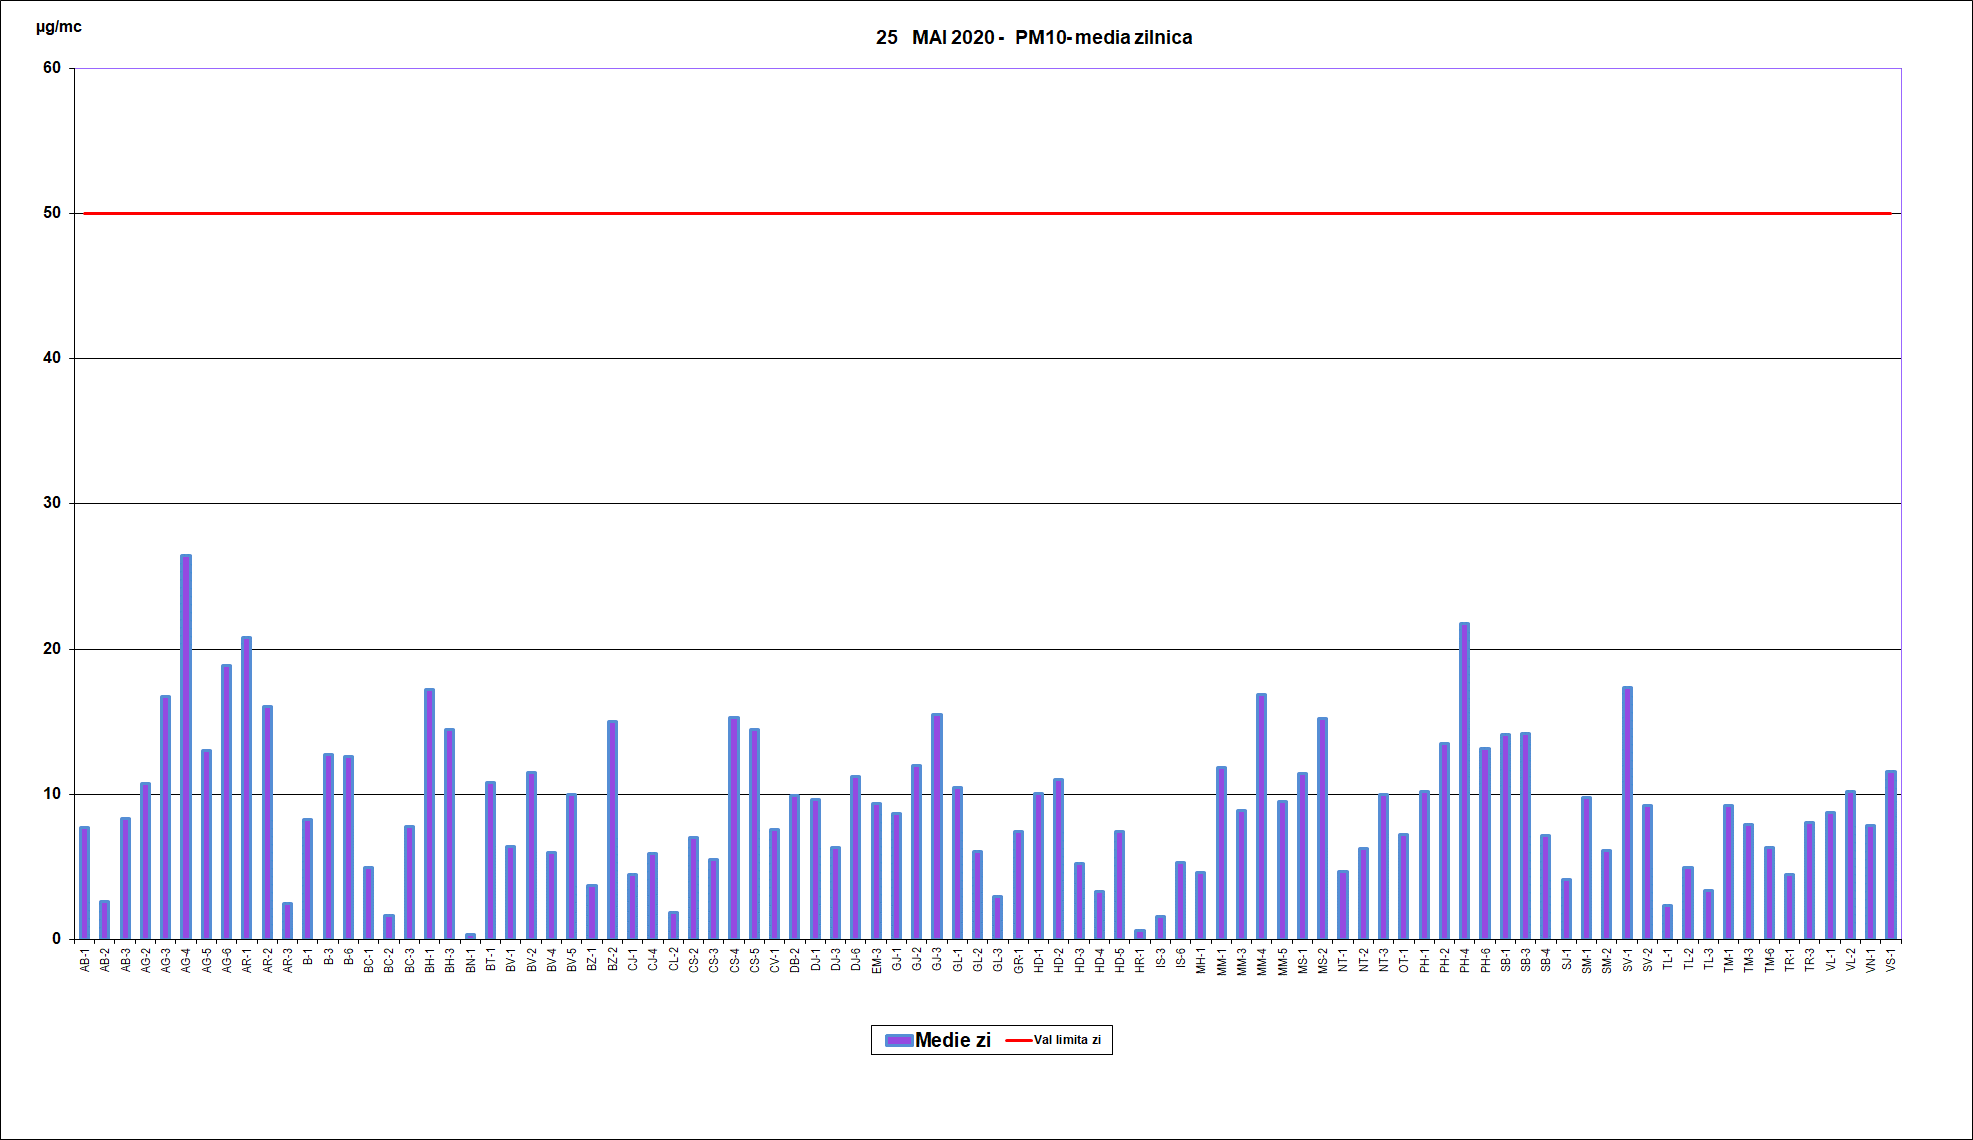 µg/mc
25 MAI 2020 - PM10- media zilnica
60
50
40
30
20
10
0
AB-1 AB-2 AB-3 AG-2 AG-3 AG-4 AG-5 AG-6 AR-1 AR-2 AR-3 B-1 B-3 B-6 BC-1 BC-2 BC-3 BH-1 BH-3 BN-1 BT-1 BV-1 BV-2 BV-4 BV-5 BZ-1 BZ-2 CJ-1 CJ-4 CL-2 CS-2 CS-3 CS-4 CS-5 CV-1 DB-2 DJ-1 DJ-3 DJ-6 EM-3 GJ-1 GJ-2 GJ-3 GL-1 GL-2 GL-3 GR-1 HD-1 HD-2 HD-3 HD-4 HD-5 HR-1 IS-3 IS-6 MH-1 MM-1 MM-3 MM-4 MM-5 MS-1 MS-2 NT-1 NT-2 NT-3 OT-1 PH-1 PH-2 PH-4 PH-6 SB-1 SB-3 SB-4 SJ-1 SM-1 SM-2 SV-1 SV-2 TL-1 TL-2 TL-3 TM-1 TM-3 TM-6 TR-1 TR-3 VL-1 VL-2 VN-1 VS-1
Medie zi Val limita zi